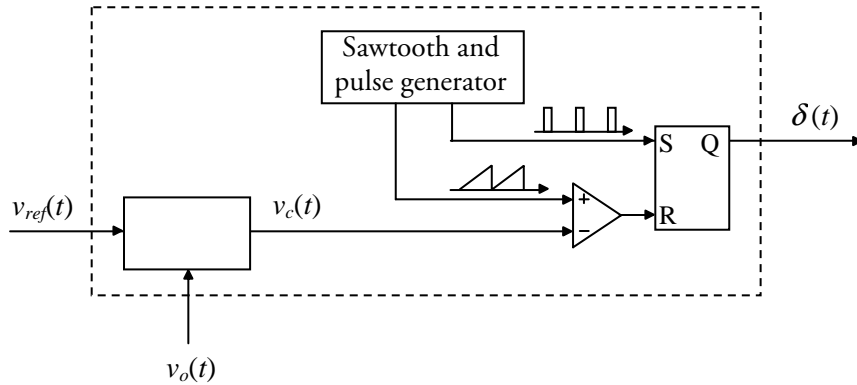 Sawtooth and
pulse generator
δ(t)
S Q
+
v_ref(t)
v_c(t)
R
−
v_o(t)